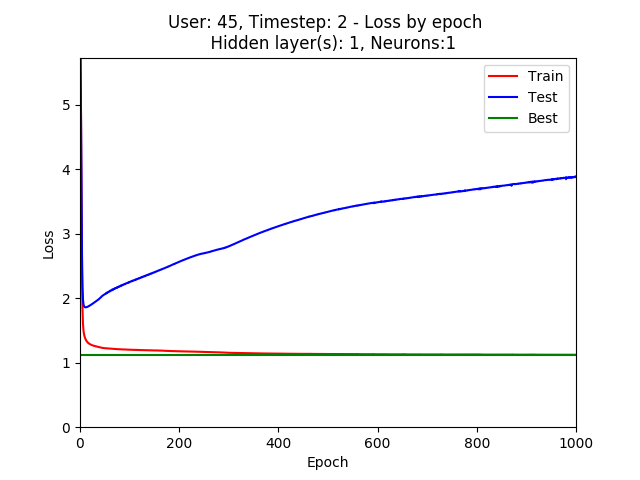 User: 45, Timestep: 2 - Loss by epoch
Hidden layer(s): 1, Neurons:1
Train
Test
Best
5
4
3
2
1
0
Loss
0 200 400 600 800 1000
Epoch